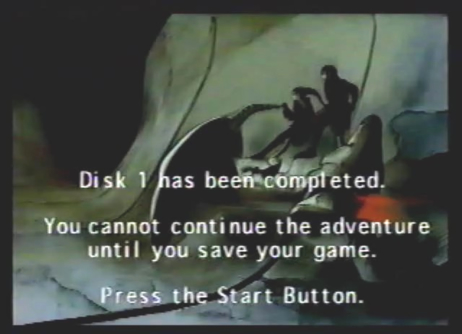 Disk 1 has been completed.
You cannot continue the adventure
until you save your game.
Press the Start Button.